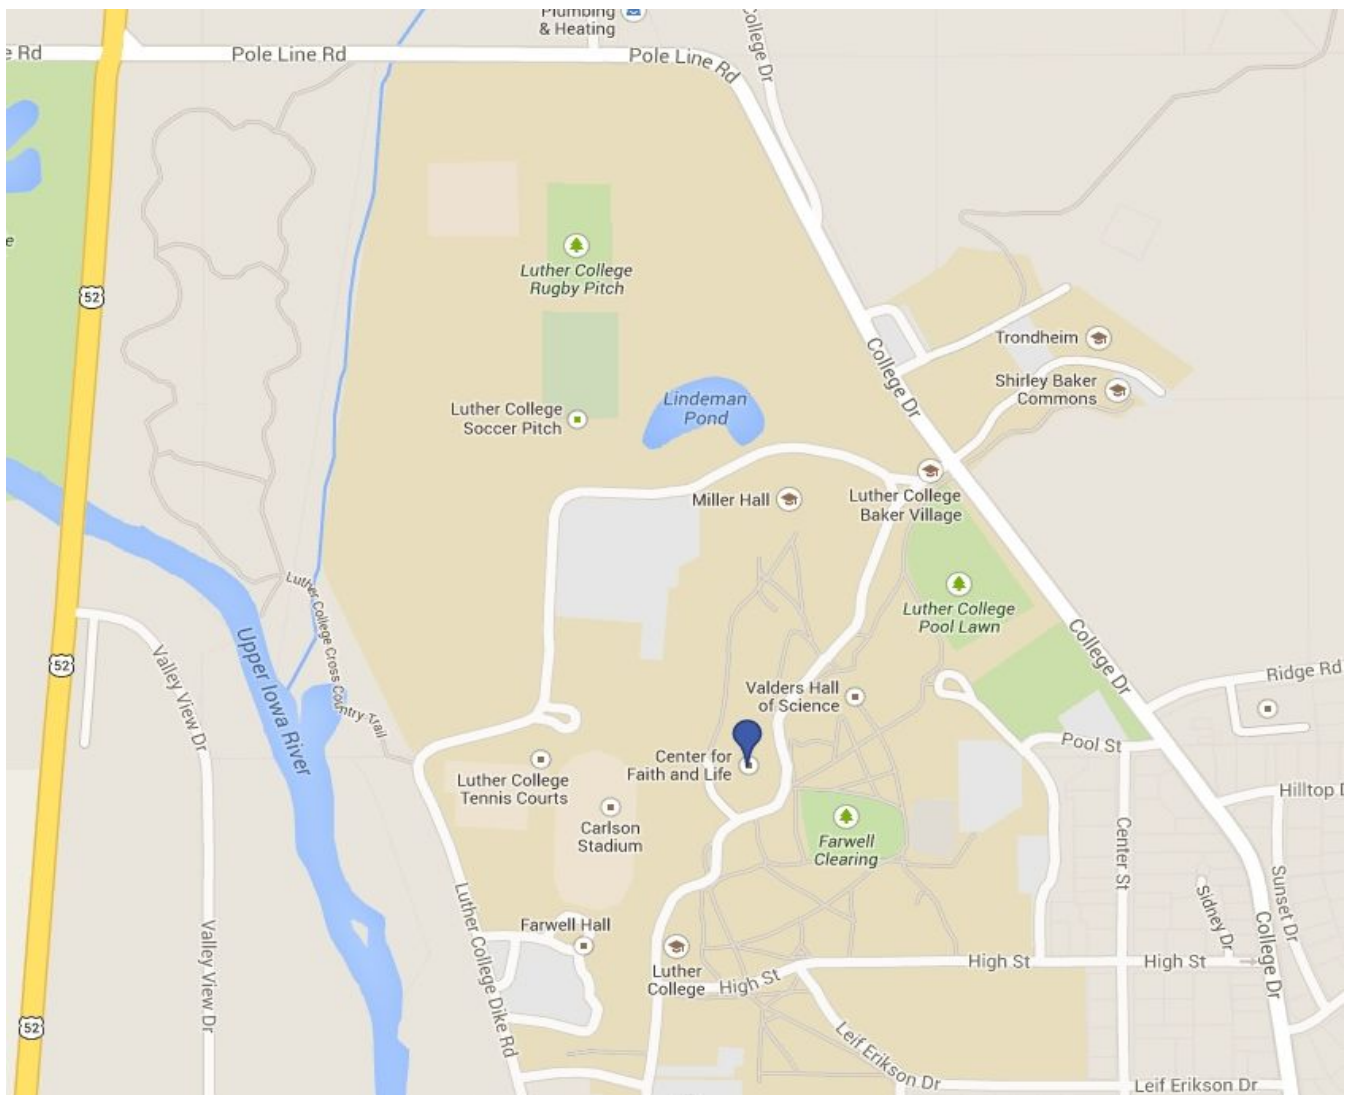 Plumbing
& Heating
College Dr
e Rd
Pole Line Rd
Pole Line Rd
e
Luther College
Rugby Pitch
52
Trondheim
College Dr
Shirley Baker
Commons
Lindeman
Pond
Luther College
Soccer Pitch
Miller Hall
Luther College
Baker Village
Luther College Cross Country Trail
Luther College
Pool Lawn
College Dr
Upper Iowa River
52
Valley View Dr
Ridge Rd
Valders Hall
of Science
Pool St
Center for
Faith and Life
Luther College
Tennis Courts
Hilltop D
Carlson
Stadium
Farwell
Clearing
Center St
Sidney Dr
Sunset Dr
Luther College Dike Rd
Farwell Hall
College Dr
Valley View Dr
High St
High St
Luther
College
High St
52
Leif Erikson Dr
Leif Erikson Dr